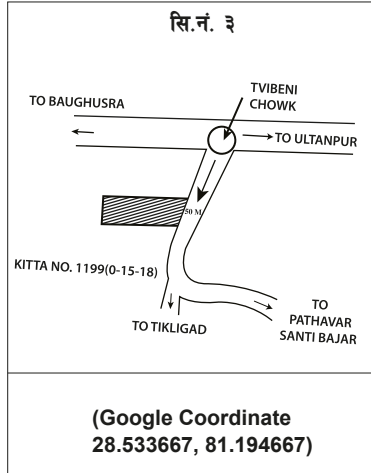 सि.नं. ३
TVIBENI
CHOWK
TO BAUGHUSRA
TO ULTANPUR
50 M
KITTA NO. 1199(0-15-18)
TO TIKLIGAD
TO
PATHAVAR
SANTI BAJAR
(Google Coordinate
28.533667, 81.194667)